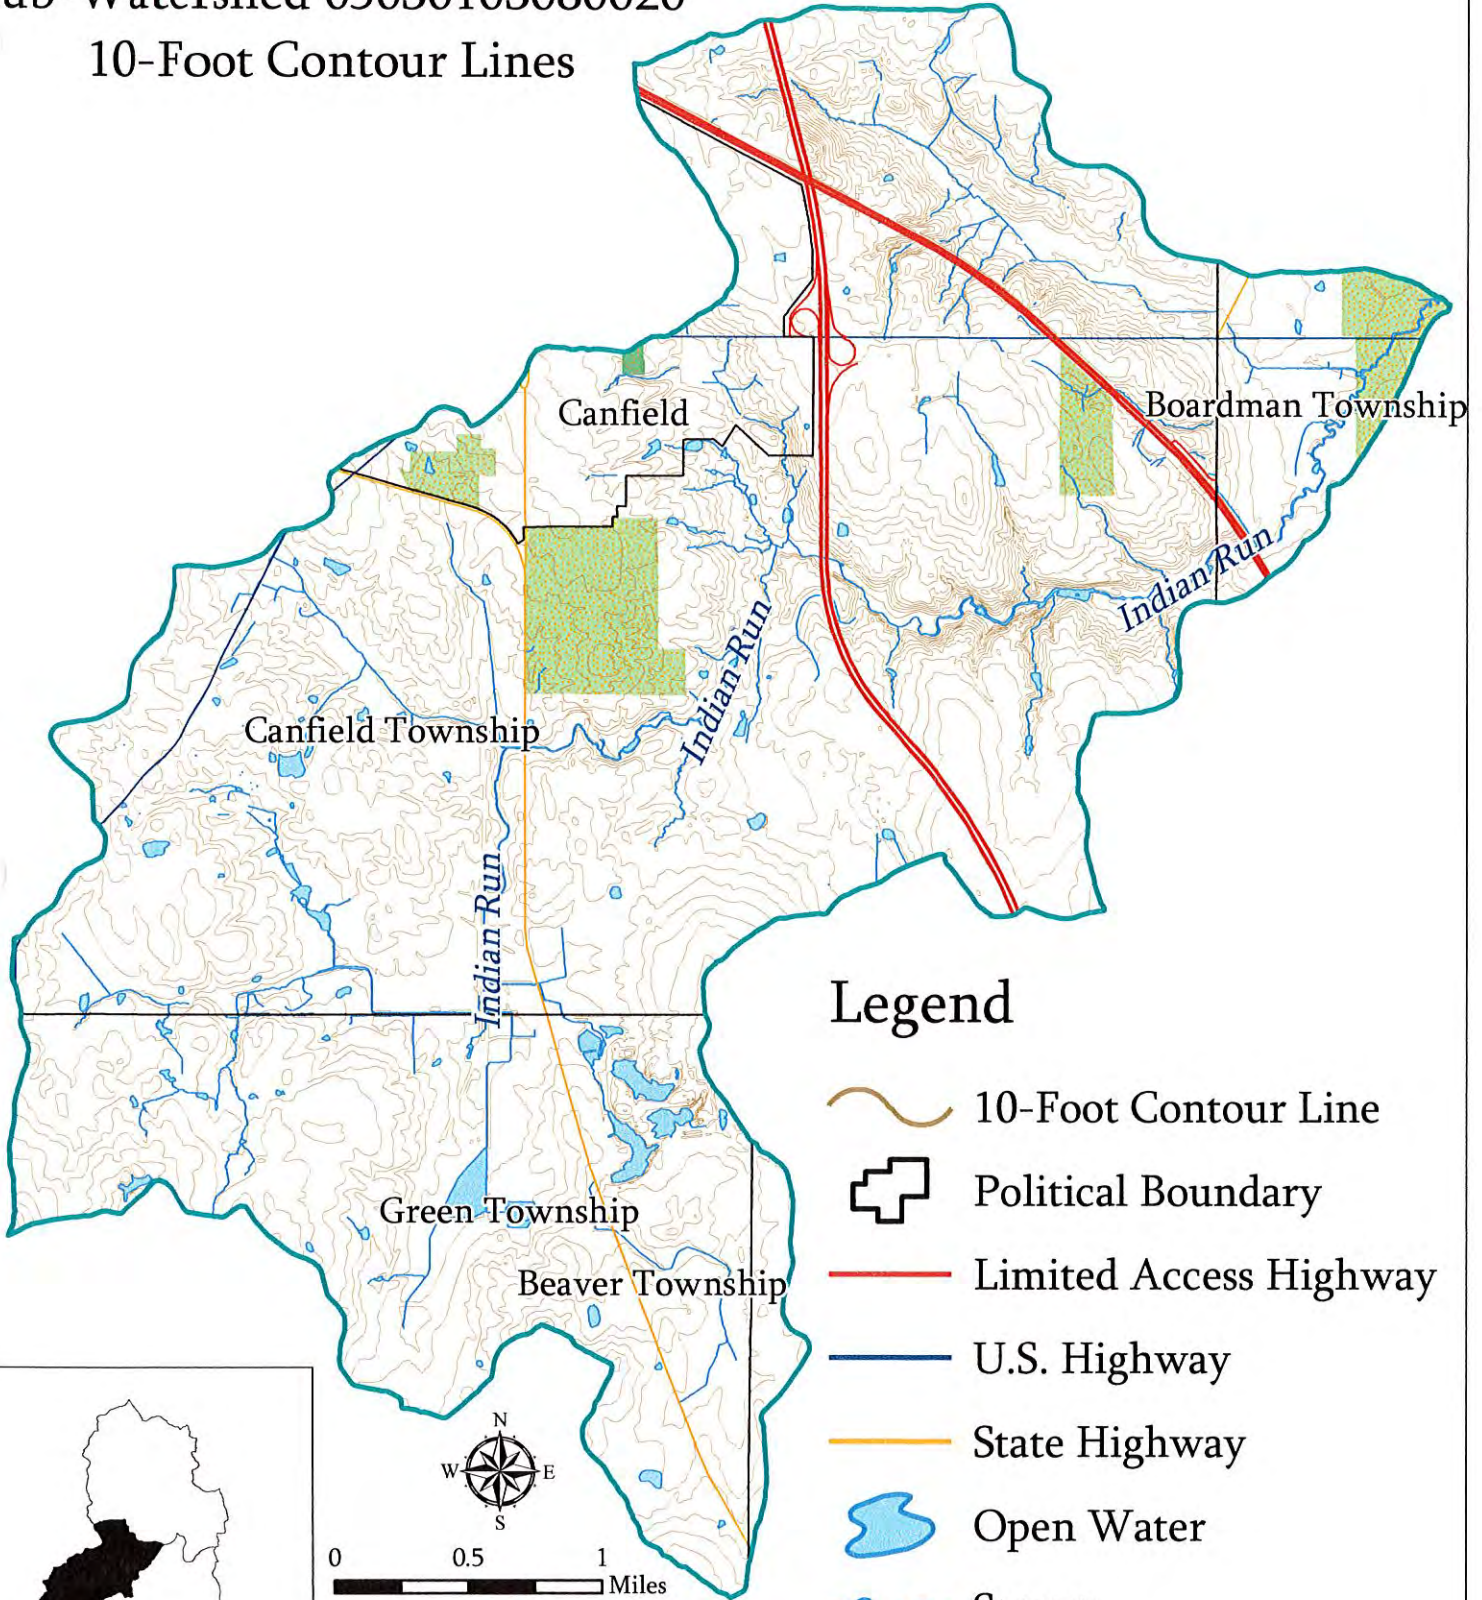 10-Foot Contour Lines
Canfield
Boardman Township
Indian Run
Indian Run
Canfield Township
Indian Run
Green Township
Beaver Township
Legend
10-Foot Contour Line
Political Boundary
Limited Access Highway
U.S. Highway
State Highway
Open Water
N
W E
S
0 0.5 1
Miles